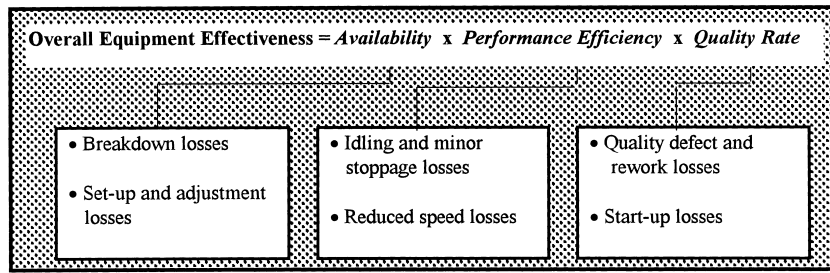 Overall Equipment Effectiveness = Availability x Performance Efficiency x Quality Rate
• Breakdown losses
• Set-up and adjustment
losses
• Idling and minor
stoppage losses
• Reduced speed losses
• Quality defect and
rework losses
• Start-up losses